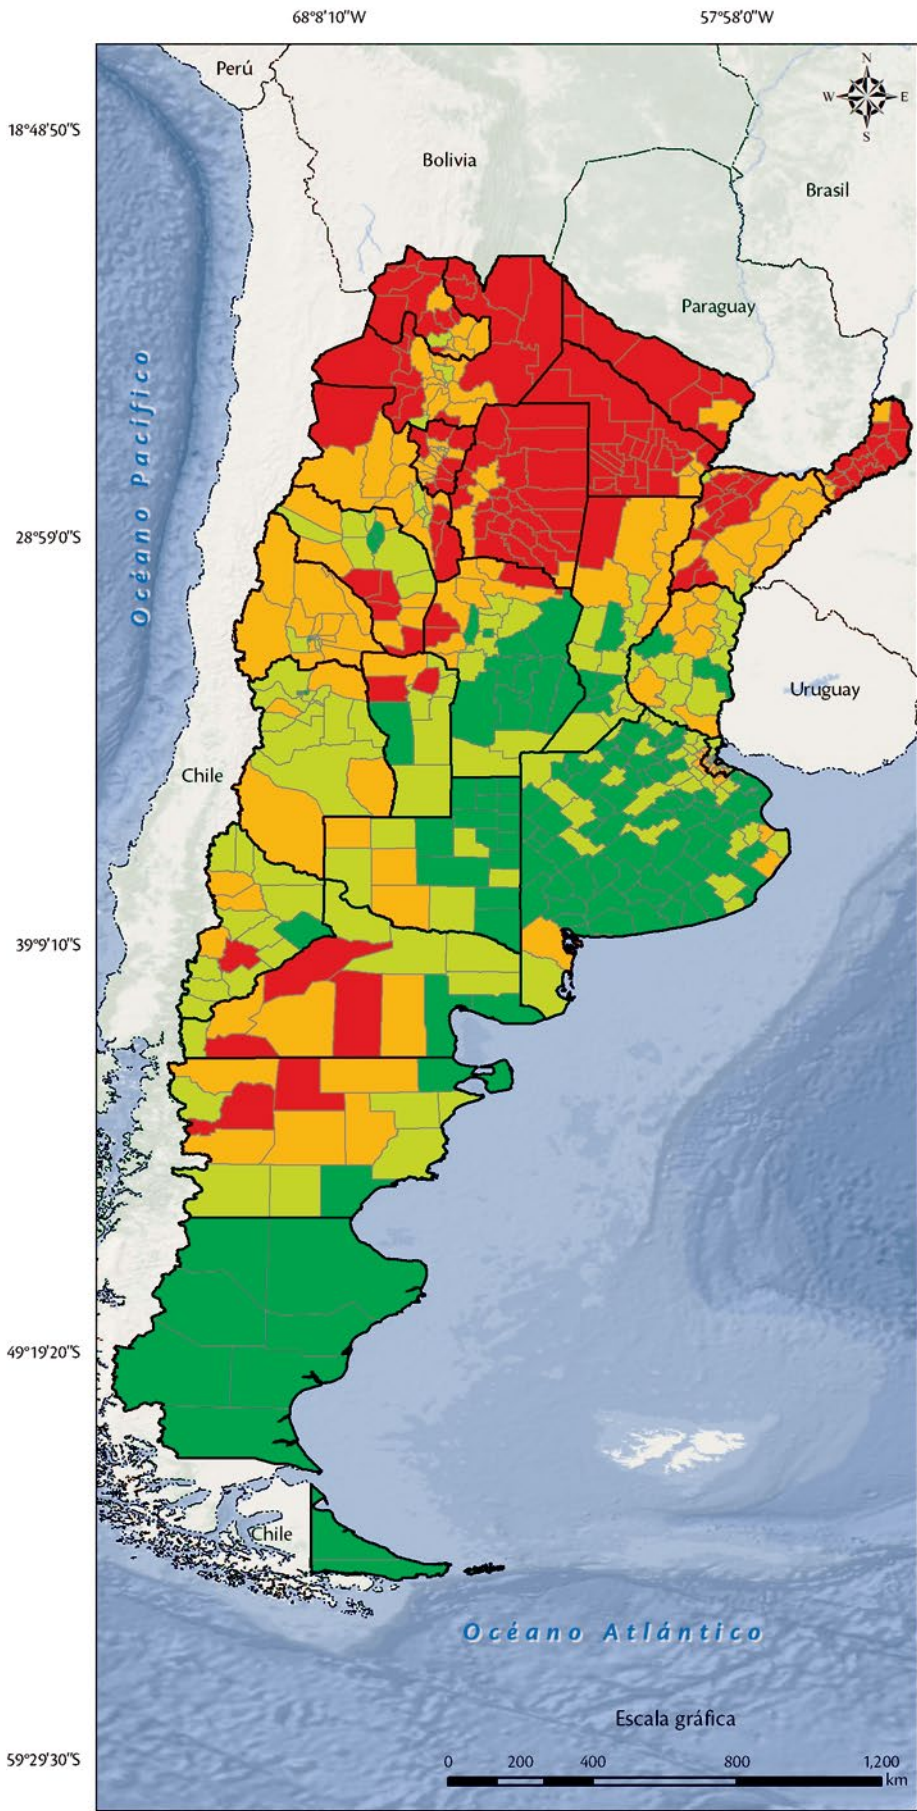 68°8'10"W
57°58'0"W
Perú
N
W
E
S
18°48'50"S
Bolivia
Brasil
Paraguay
Océano Pacífico
28°59'0"S
Uruguay
Chile
39°9'10"S
49°19'20"S
Chile
Océano Atlántico
Escala gráfica
59°29'30"S
0
200
400
800
1,200
km